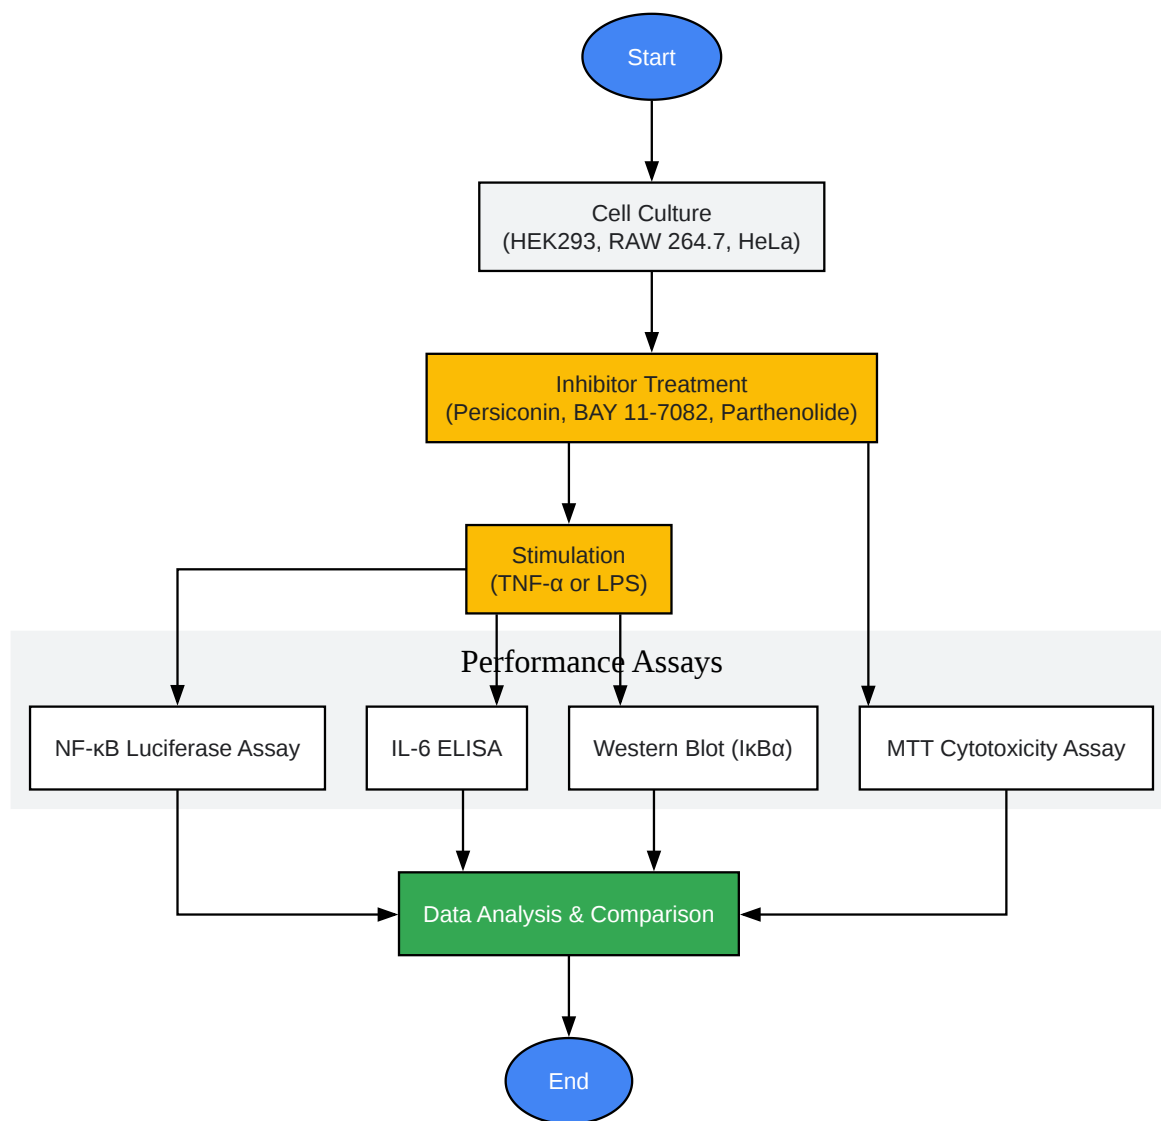 Start
Cell Culture
(HEK293, RAW 264.7, HeLa)
Inhibitor Treatment
(Persiconin, BAY 11-7082, Parthenolide)
Stimulation
(TNF-α or LPS)
Performance Assays
NF-κB Luciferase Assay
IL-6 ELISA
Western Blot (IκBα)
MTT Cytotoxicity Assay
Data Analysis & Comparison
End